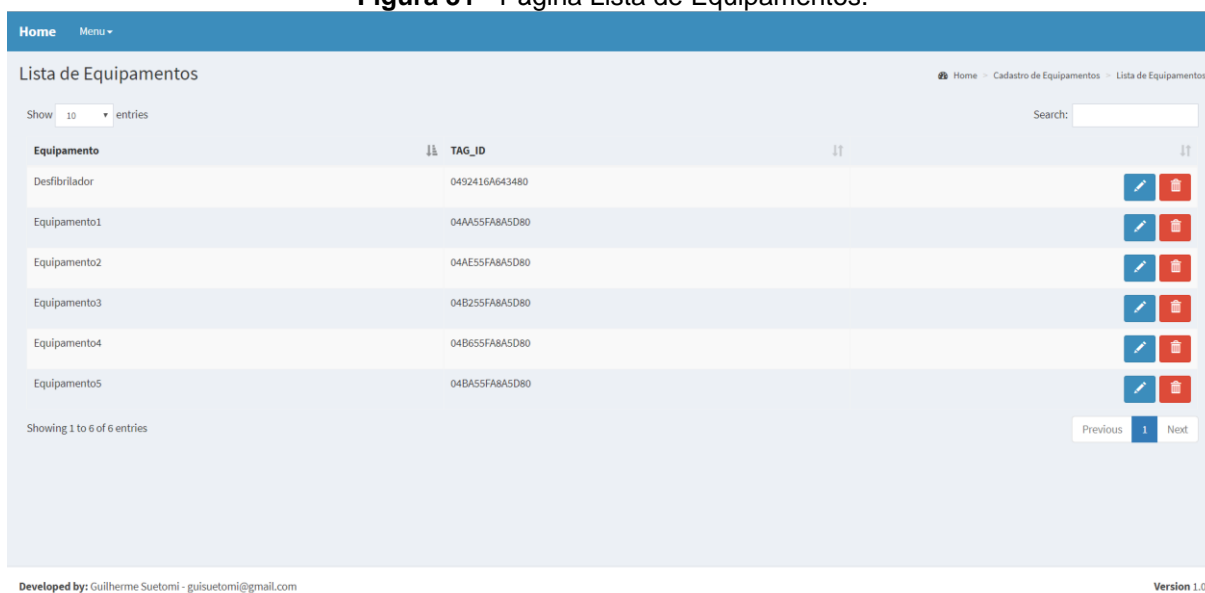 Figura 31 - Página Lista de Equipamentos.
Home Menu
Lista de Equipamentos
Home > Cadastro de Equipamentos > Lista de Equipamentos
Show 10 entries
Search:
Equipamento TAG_ID
Desfibrilador 0492416A643480
Equipamento1 04AA55FA8A5D80
Equipamento2 04AE55FA8A5D80
Equipamento3 04B255FA8A5D80
Equipamento4 04B655FA8A5D80
Equipamento5 04BA55FA8A5D80
Showing 1 to 6 of 6 entries
Previous 1 Next
Developed by: Guilherme Suetomi - guisuetomi@gmail.com
Version 1.0